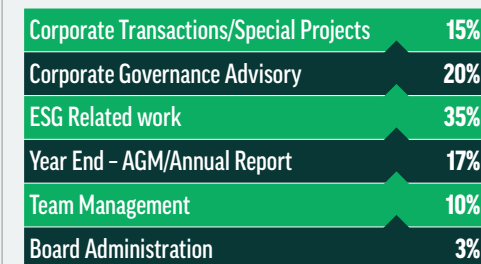 Corporate Transactions/Special Projects 15%
Corporate Governance Advisory 20%
ESG Related work 35%
Year End – AGM/Annual Report 17%
Team Management 10%
Board Administration 3%